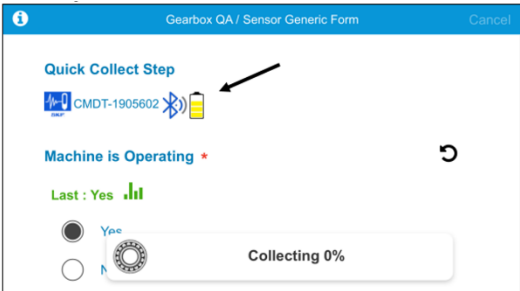 Gearbox QA / Sensor Generic Form
Cancel
Quick Collect Step
CMDT-1905602
Machine is Operating *
Last : Yes
Yes
Collecting 0%